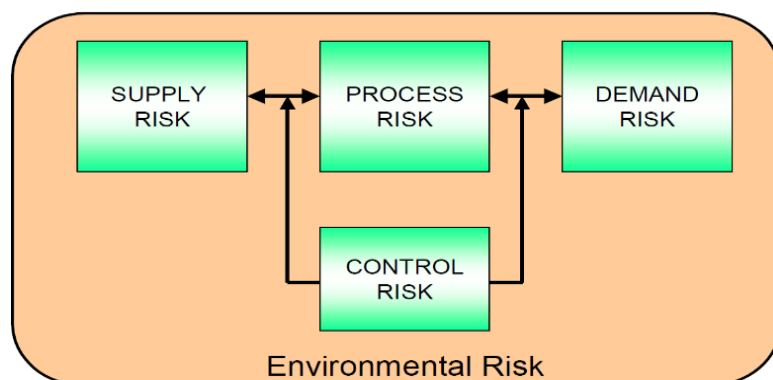 SUPPLY
RISK
PROCESS
RISK
DEMAND
RISK
CONTROL
RISK
Environmental Risk